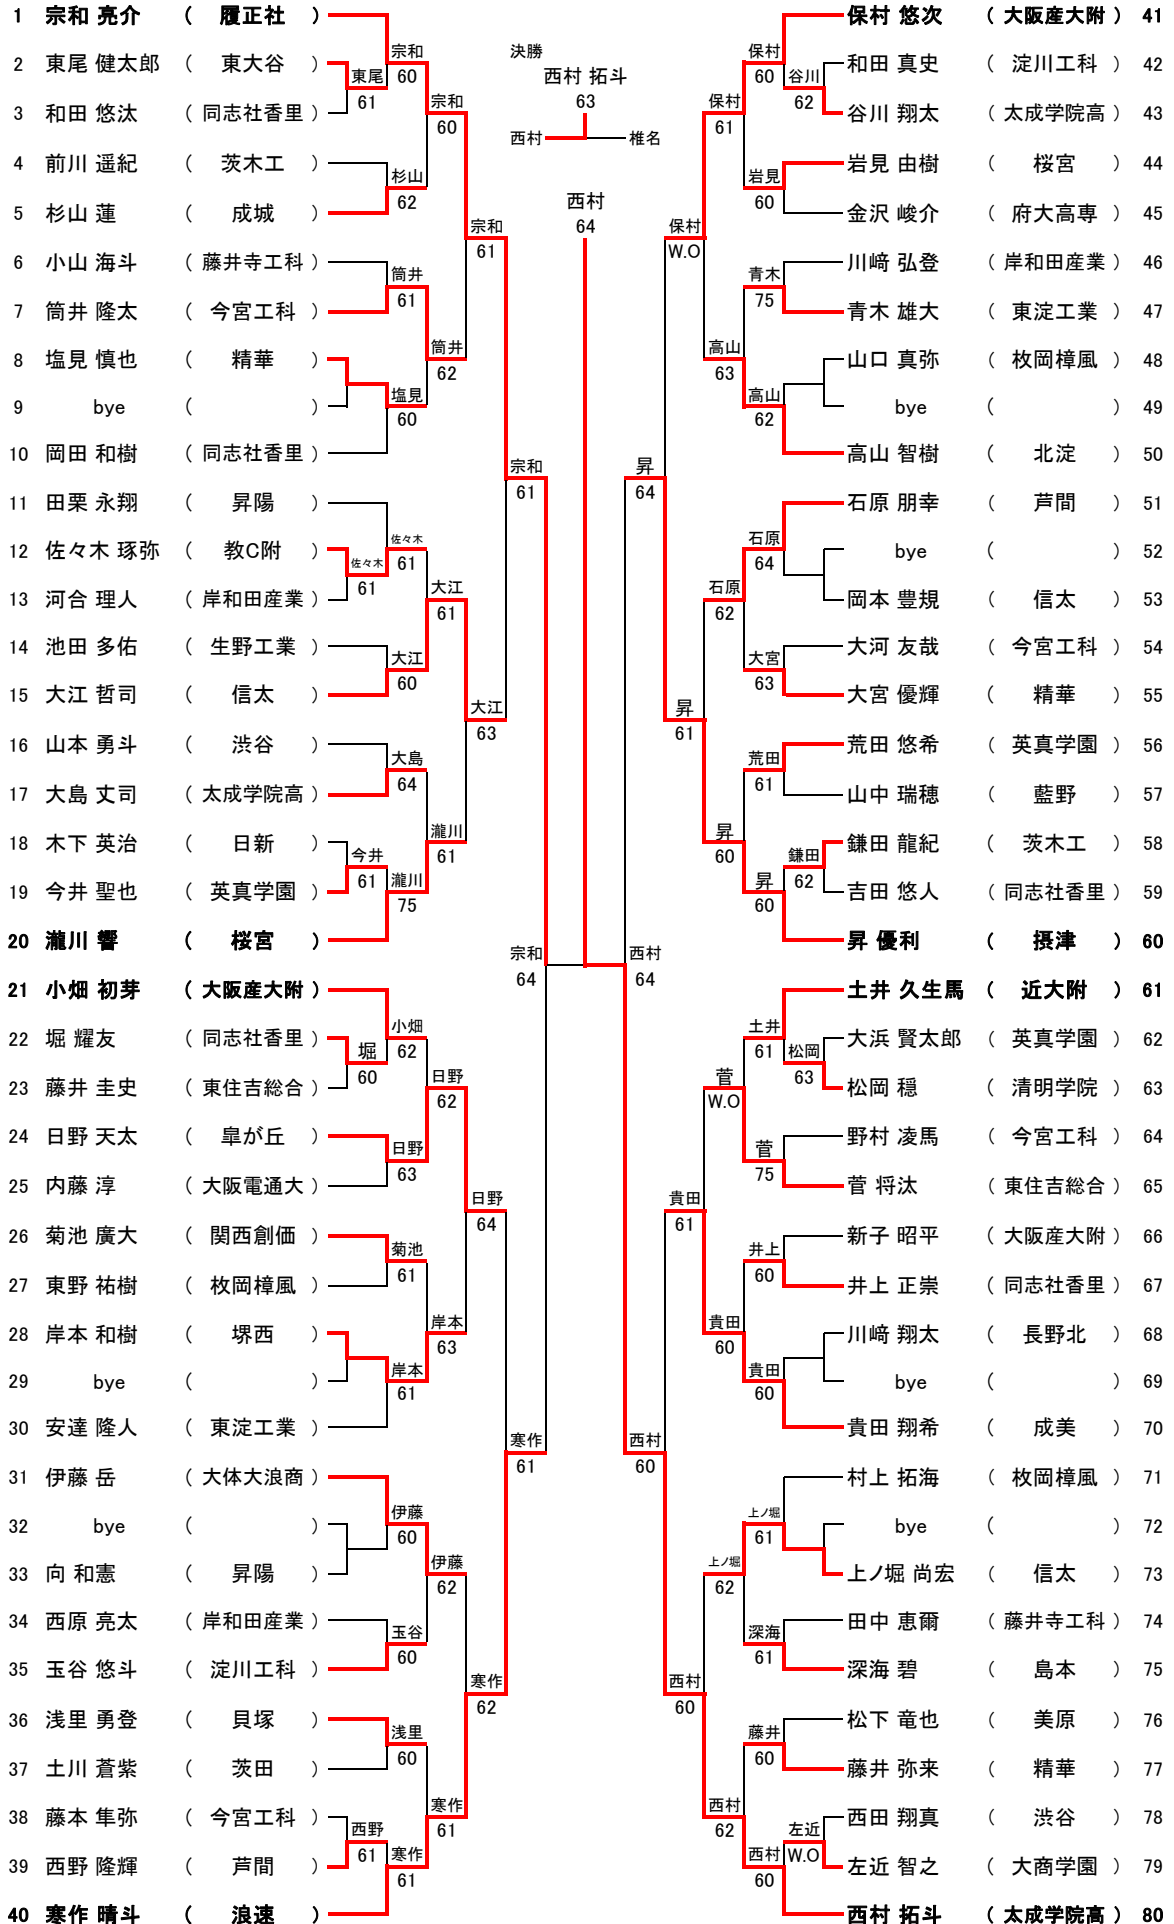 1 宗和 亮介 ( 履正社 )
2 東尾 健太郎 ( 東大谷 )
3 和田 悠汰 ( 同志社香里 )
4 前川 遥紀 ( 茨木工 )
5 杉山 蓮 ( 成城 )
6 小山 海斗 ( 藤井寺工科 )
7 筒井 隆太 ( 今宮工科 )
8 塩見 慎也 ( 精華 )
9 bye ( )
10 岡田 和樹 ( 同志社香里 )
11 田栗 永翔 ( 昇陽 )
12 佐々木 琢弥 ( 教C附 )
13 河合 理人 ( 岸和田産業 )
14 池田 多佑 ( 生野工業 )
15 大江 哲司 ( 信太 )
16 山本 勇斗 ( 渋谷 )
17 大島 丈司 ( 太成学院高 )
18 木下 英治 ( 日新 )
19 今井 聖也 ( 英真学園 )
20 瀧川 響 ( 桜宮 )
21 小畑 初芽 ( 大阪産大附 )
22 堀 耀友 ( 同志社香里 )
23 藤井 圭史 ( 東住吉総合 )
24 日野 天太 ( 皐が丘 )
25 内藤 淳 ( 大阪電通大 )
26 菊池 廣大 ( 関西創価 )
27 東野 祐樹 ( 枚岡樟風 )
28 岸本 和樹 ( 堺西 )
29 bye ( )
30 安達 隆人 ( 東淀工業 )
31 伊藤 岳 ( 大体大浪商 )
32 bye ( )
33 向 和憲 ( 昇陽 )
34 西原 亮太 ( 岸和田産業 )
35 玉谷 悠斗 ( 淀川工科 )
36 浅里 勇登 ( 貝塚 )
37 土川 蒼紫 ( 茨田 )
38 藤本 隼弥 ( 今宮工科 )
39 西野 隆輝 ( 芦間 )
40 寒作 晴斗 ( 浪速 )
東尾
61
佐々木
61
今井
61
堀
60
西野
61
宗和
60
杉山
62
筒井
61
塩見
60
佐々木
61
大江
60
大島
64
瀧川
75
小畑
62
日野
63
菊池
61
岸本
61
伊藤
60
玉谷
60
浅里
60
寒作
61
宗和
60
筒井
62
大江
61
瀧川
61
日野
62
岸本
63
伊藤
62
寒作
61
宗和
61
大江
63
日野
64
寒作
62
宗和
61
寒作
61
宗和
64
決勝
西村 拓斗
63
西村
椎名
西村
64
西村
64
昇
64
西村
60
保村
W.O
昇
61
貴田
61
西村
60
保村
61
高山
63
石原
62
昇
60
菅
W.O
貴田
60
上ノ堀
62
西村
62
保村
60
岩見
60
青木
75
高山
62
石原
64
大宮
63
荒田
61
昇
60
土井
61
菅
75
井上
60
貴田
60
上ノ堀
61
深海
61
藤井
60
西村
60
谷川
62
鎌田
62
松岡
63
左近
W.O
保村 悠次 ( 大阪産大附 ) 41
和田 真史 ( 淀川工科 ) 42
谷川 翔太 ( 太成学院高 ) 43
岩見 由樹 ( 桜宮 ) 44
金沢 峻介 ( 府大高専 ) 45
川﨑 弘登 ( 岸和田産業 ) 46
青木 雄大 ( 東淀工業 ) 47
山口 真弥 ( 枚岡樟風 ) 48
bye ( ) 49
高山 智樹 ( 北淀 ) 50
石原 朋幸 ( 芦間 ) 51
bye ( ) 52
岡本 豊規 ( 信太 ) 53
大河 友哉 ( 今宮工科 ) 54
大宮 優輝 ( 精華 ) 55
荒田 悠希 ( 英真学園 ) 56
山中 瑞穂 ( 藍野 ) 57
鎌田 龍紀 ( 茨木工 ) 58
吉田 悠人 ( 同志社香里 ) 59
昇 優利 ( 摂津 ) 60
土井 久生馬 ( 近大附 ) 61
大浜 賢太郎 ( 英真学園 ) 62
松岡 穏 ( 清明学院 ) 63
野村 凌馬 ( 今宮工科 ) 64
菅 将汰 ( 東住吉総合 ) 65
新子 昭平 ( 大阪産大附 ) 66
井上 正崇 ( 同志社香里 ) 67
川﨑 翔太 ( 長野北 ) 68
bye ( ) 69
貴田 翔希 ( 成美 ) 70
村上 拓海 ( 枚岡樟風 ) 71
bye ( ) 72
上ノ堀 尚宏 ( 信太 ) 73
田中 恵爾 ( 藤井寺工科 ) 74
深海 碧 ( 島本 ) 75
松下 竜也 ( 美原 ) 76
藤井 弥来 ( 精華 ) 77
西田 翔真 ( 渋谷 ) 78
左近 智之 ( 大商学園 ) 79
西村 拓斗 ( 太成学院高 ) 80